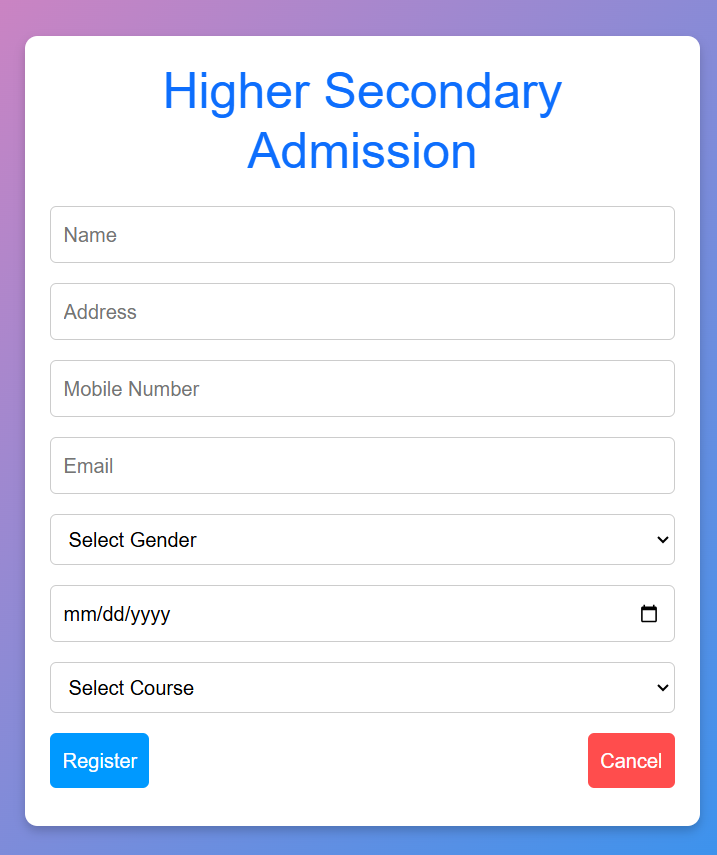 Higher Secondary
Admission
Name
Address
Mobile Number
Email
Select Gender
mm/dd/yyyy
Select Course
Register
Cancel